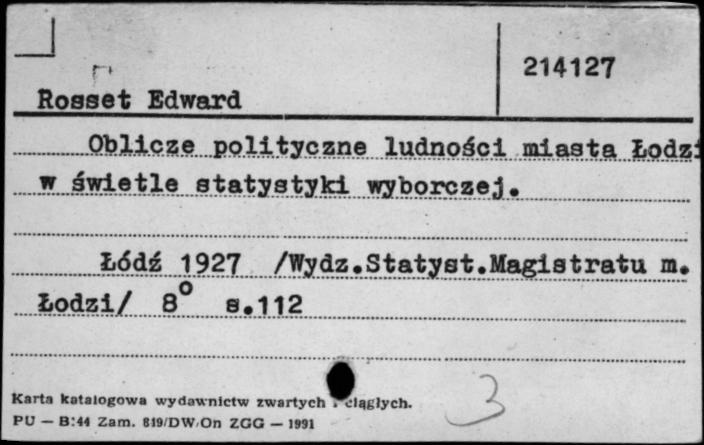 214127
Rosset Edward
Oblicze polityczne ludności miasta Łodzi
w świetle statystyki wyborczej.
Łódź 1927 /Wydz.Statyst.Magistratu m.
Łodzi/ 8° s.112
3
Karta katalogowa wydawnictw zwartych i ciągłych.
PU — B:44 Zam. 819/DW/On ZGG — 1991